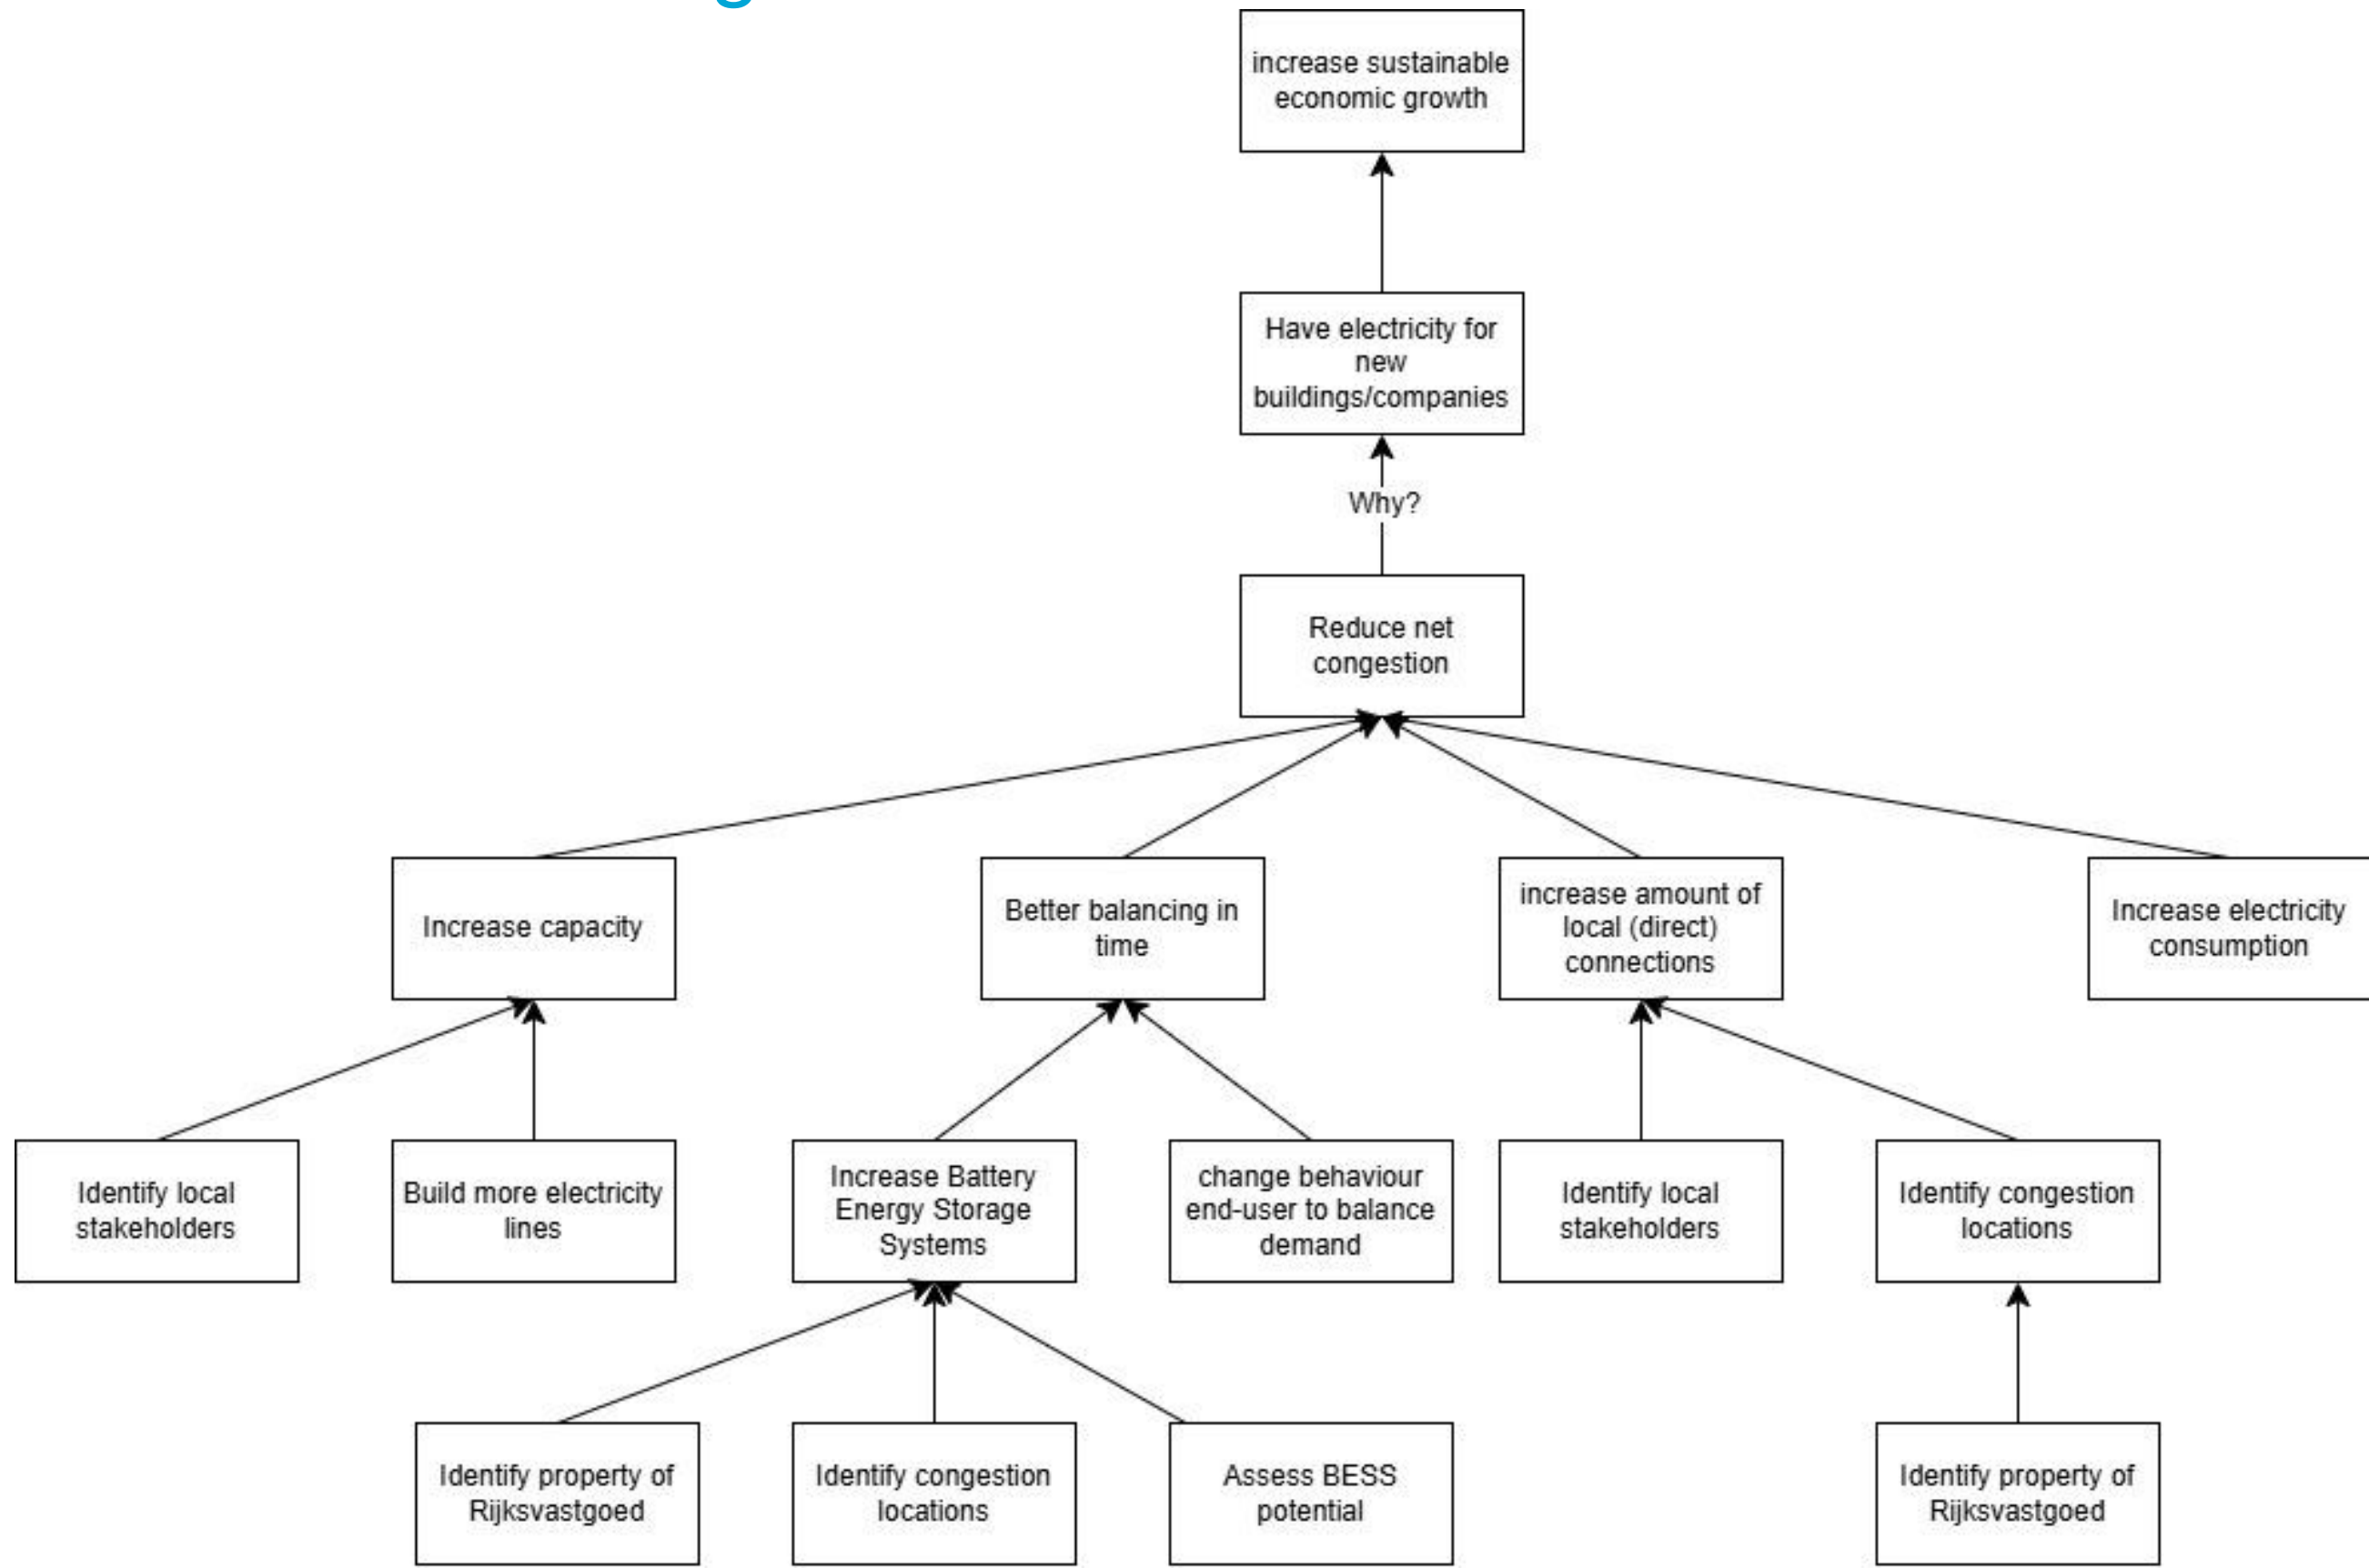 increase sustainable
economic growth
Have electricity for
new
buildings/companies
Why?
Reduce net
congestion
Increase capacity
Better balancing in
time
increase amount of
local (direct)
connections
Increase electricity
consumption
Identify local
stakeholders
Build more electricity
lines
Increase Battery
Energy Storage
Systems
change behaviour
end-user to balance
demand
Identify local
stakeholders
Identify congestion
locations
Identify property of
Rijksvastgoed
Identify congestion
locations
Assess BESS
potential
Identify property of
Rijksvastgoed